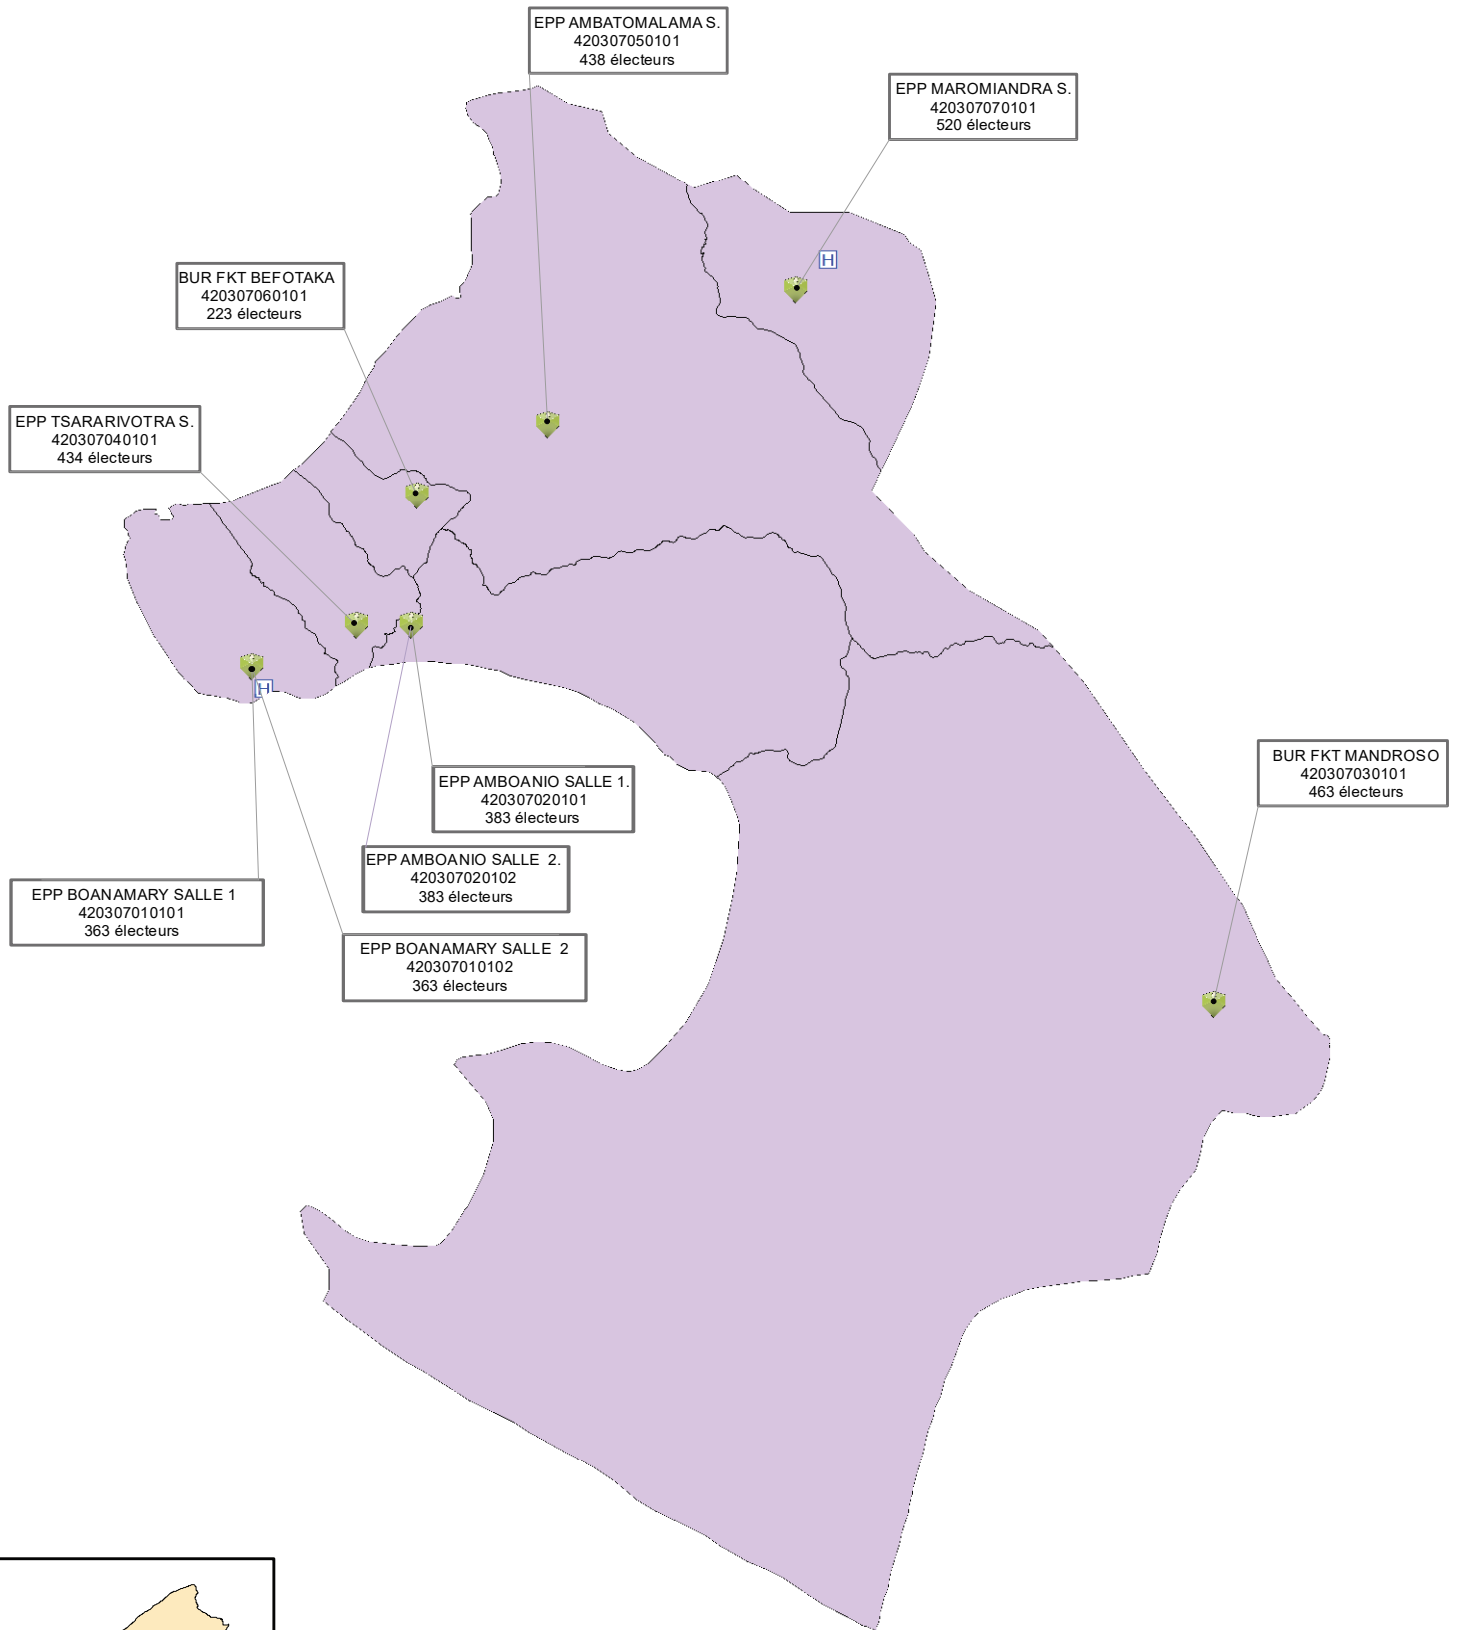 EPP AMBATOMALAMA S.
420307050101
438 électeurs
EPP MAROMIANDRA S.
420307070101
520 électeurs
H
BUR FKT BEFOTAKA
420307060101
223 électeurs
EPP TSARARIVOTRA S.
420307040101
434 électeurs
H
BUR FKT MANDROSO
420307030101
463 électeurs
EPP AMBOANIO SALLE 1.
420307020101
383 électeurs
EPP AMBOANIO SALLE 2.
420307020102
383 électeurs
EPP BOANAMARY SALLE 1
420307010101
363 électeurs
EPP BOANAMARY SALLE 2
420307010102
363 électeurs